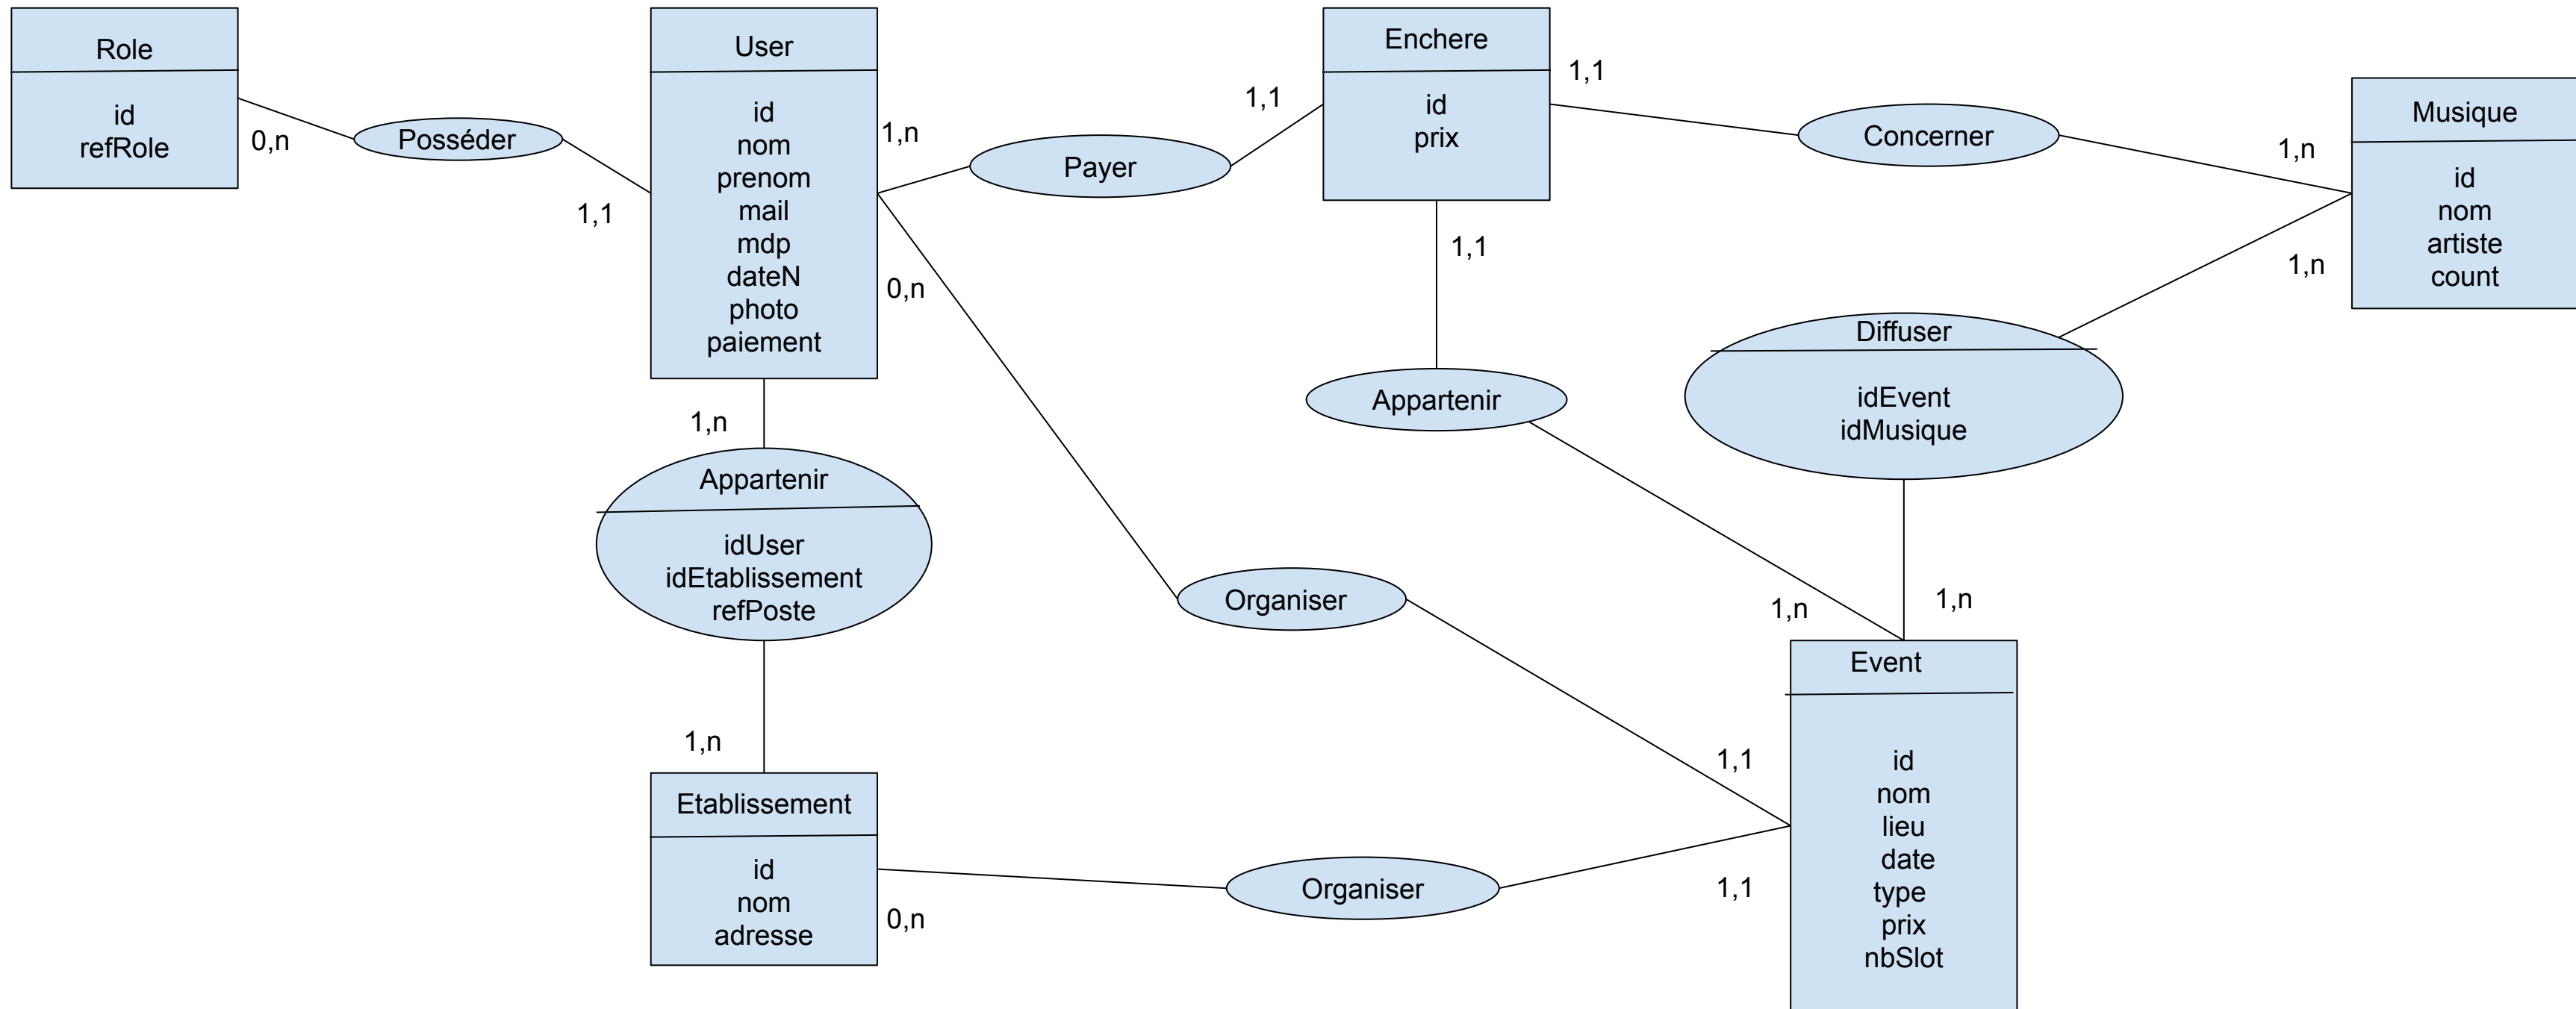 Role
id
refRole
0,n
Posséder
1,1
User
id
nom
prenom
mail
mdp
dateN
photo
paiement
1,n
0,n
Payer
1,1
Enchere
id
prix
1,1
Concerner
1,n
Musique
id
nom
artiste
count
1,n
1,1
Appartenir
1,n
Diffuser
idEvent
idMusique
1,n
1,n
Appartenir
idUser
idEtablissement
refPoste
1,n
Organiser
1,1
Etablissement
id
nom
adresse
0,n
Organiser
1,1
Event
id
nom
lieu
date
type
prix
nbSlot